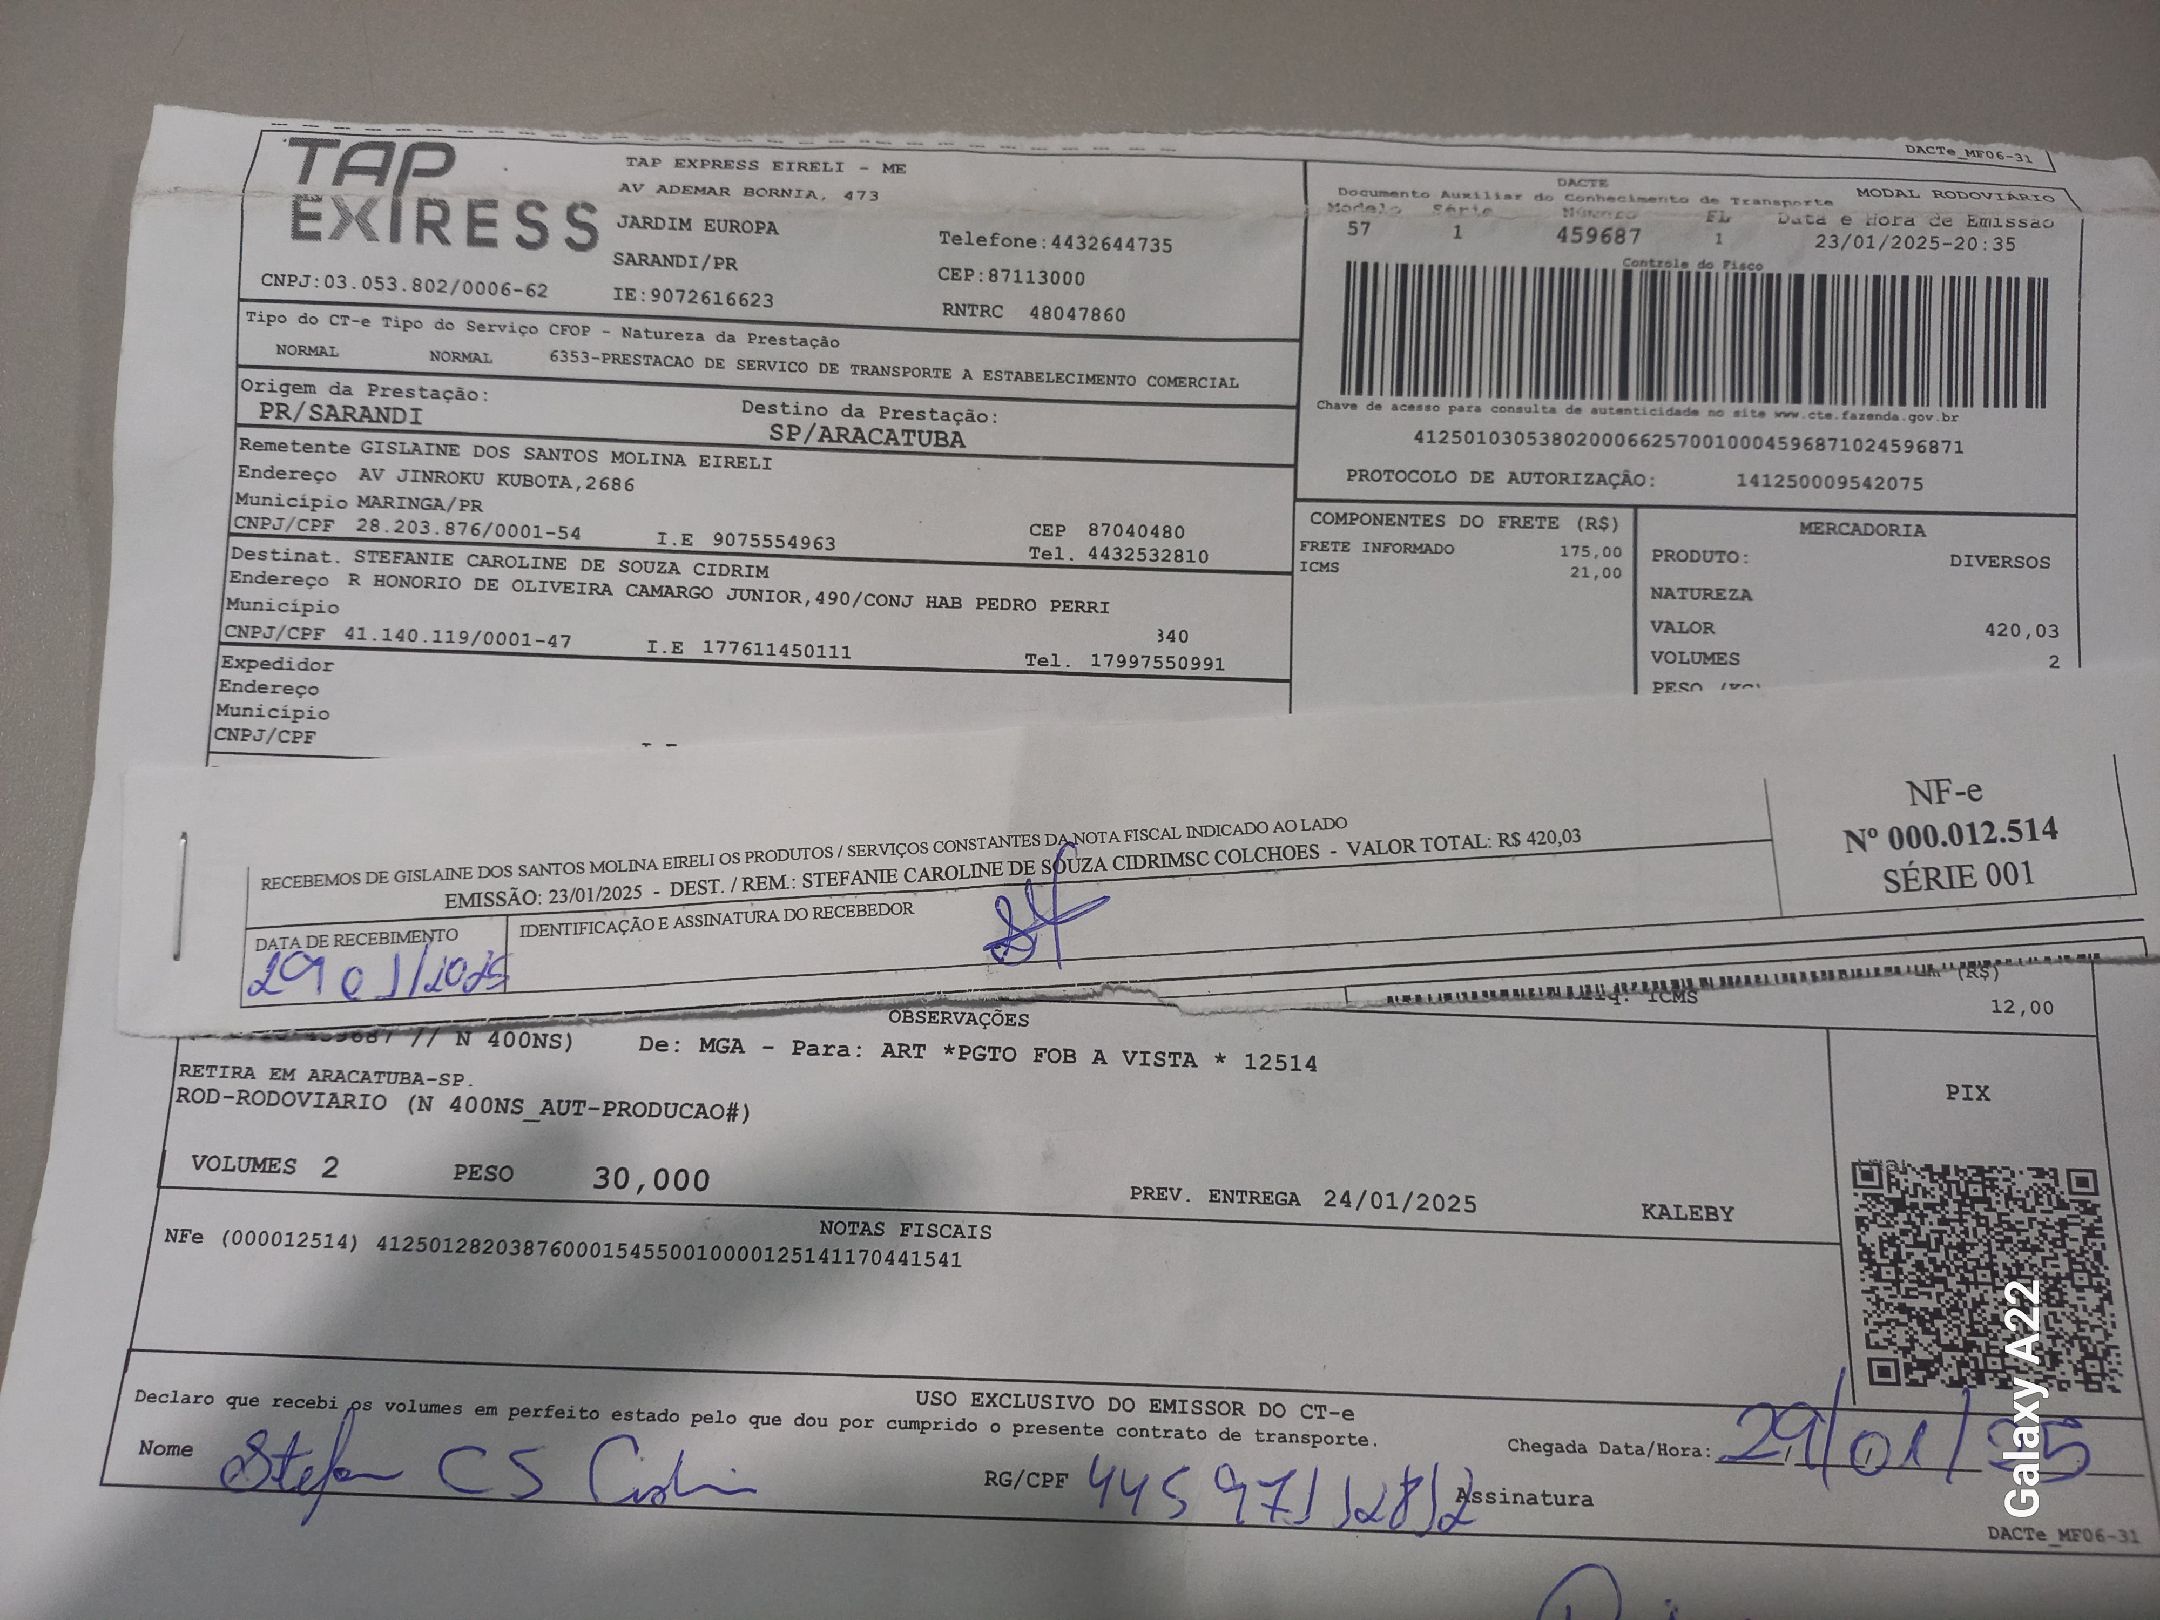 DACTe_MF06-31
TAP
EXIRESS
TAP EXPRESS EIRELI - ME
AV ADEMAR BORNIA, 473
JARDIM EUROPA
SARANDI/PR
Telefone:4432644735
CEP:87113000
CNPJ:03.053.802/0006-62
IE:9072616623
RNTRC 48047860
DACTE
MODAL RODOVIÁRIO
Documento Auxiliar do Conhecimento de Transporte
Modelo Série Número FL Data e Hora de Emissão
57 1 459687 1 23/01/2025-20:35
Controle do Fisco
Chave de acesso para consulta de autenticidade no site www.cte.fazenda.gov.br
41250103053802000662570010004596871024596871
PROTOCOLO DE AUTORIZAÇÃO: 141250009542075
Tipo do CT-e Tipo do Serviço CFOP - Natureza da Prestação
NORMAL NORMAL 6353-PRESTACAO DE SERVICO DE TRANSPORTE A ESTABELECIMENTO COMERCIAL
Origem da Prestação:
PR/SARANDI
Destino da Prestação:
SP/ARACATUBA
Remetente GISLAINE DOS SANTOS MOLINA EIRELI
Endereço AV JINROKU KUBOTA,2686
Município MARINGA/PR
CEP 87040480
CNPJ/CPF 28.203.876/0001-54 I.E 9075554963 Tel. 4432532810
Destinat. STEFANIE CAROLINE DE SOUZA CIDRIM
Endereço R HONORIO DE OLIVEIRA CAMARGO JUNIOR,490/CONJ HAB PEDRO PERRI
Município
340
CNPJ/CPF 41.140.119/0001-47 I.E 177611450111 Tel. 17997550991
Expedidor
Endereço
Município
CNPJ/CPF
COMPONENTES DO FRETE (R$)
FRETE INFORMADO 175,00
ICMS 21,00
MERCADORIA
PRODUTO: DIVERSOS
NATUREZA
VALOR 420,03
VOLUMES 2
PESO (KG)
RECEBEMOS DE GISLAINE DOS SANTOS MOLINA EIRELI OS PRODUTOS / SERVIÇOS CONSTANTES DA NOTA FISCAL INDICADO AO LADO
EMISSÃO: 23/01/2025 - DEST. / REM.: STEFANIE CAROLINE DE SOUZA CIDRIMSC COLCHOES - VALOR TOTAL: R$ 420,03
DATA DE RECEBIMENTO
29 01/2025
IDENTIFICAÇÃO E ASSINATURA DO RECEBEDOR
NF-e
Nº 000.012.514
SÉRIE 001
(R$)
ICMS
12,00
OBSERVAÇÕES
459687 // N 400NS) De: MGA - Para: ART *PGTO FOB A VISTA * 12514
RETIRA EM ARACATUBA-SP.
ROD-RODOVIARIO (N 400NS_AUT-PRODUCAO#)
PIX
VOLUMES 2 PESO 30,000
PREV. ENTREGA 24/01/2025 KALEBY
NOTAS FISCAIS
NFe (000012514) 41250128203876000154550010000125141170441541
USO EXCLUSIVO DO EMISSOR DO CT-e
Declaro que recebi os volumes em perfeito estado pelo que dou por cumprido o presente contrato de transporte.
Nome Stefan CS Cidrim
RG/CPF
Assinatura
Chegada Data/Hora: 29/01/25
DACTe_MF06-31
Galaxy A22